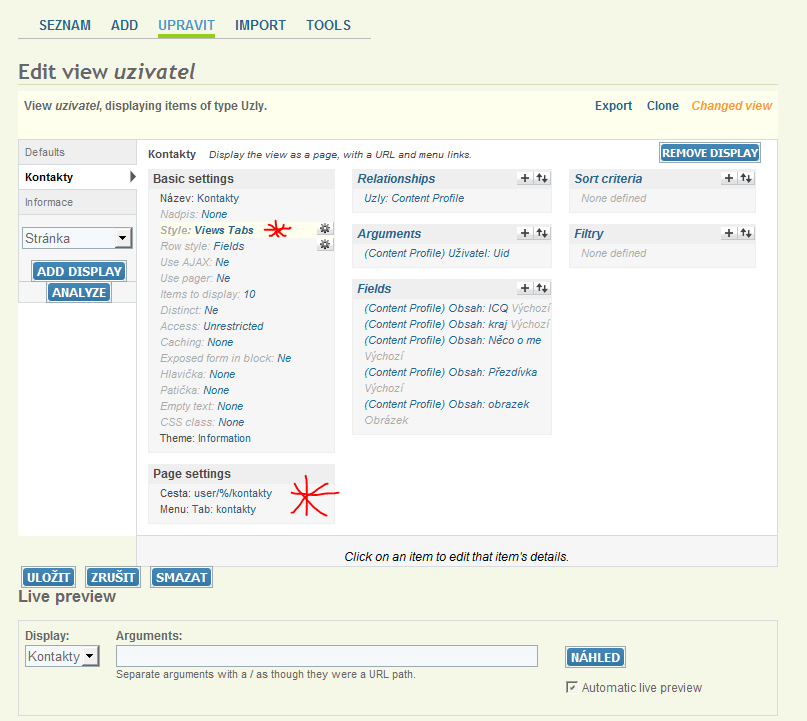 SEZNAM ADD UPRAVIT IMPORT TOOLS
Edit view uzivatel
View uzivatel, displaying items of type Uzly.
Export Clone Changed view
Defaults
Kontakty
Informace
Stránka
ADD DISPLAY
ANALYZE
Kontakty Display the view as a page, with a URL and menu links.
REMOVE DISPLAY
Basic settings
Název: Kontakty
Nadpis: None
Style: Views Tabs
Row style: Fields
Use AJAX: Ne
Use pager: Ne
Items to display: 10
Distinct: Ne
Access: Unrestricted
Caching: None
Exposed form in block: Ne
Hlavička: None
Patička: None
Empty text: None
CSS class: None
Theme: Information
Page settings
Cesta: user/%/kontakty
Menu: Tab: kontakty
Relationships
Uzly: Content Profile
Arguments
(Content Profile) Uživatel: Uid
Fields
(Content Profile) Obsah: ICQ Výchozí
(Content Profile) Obsah: kraj Výchozí
(Content Profile) Obsah: Něco o me
Výchozí
(Content Profile) Obsah: Přezdívka
Výchozí
(Content Profile) Obsah: obrazek
Obrázek
Sort criteria
None defined
Filtry
None defined
Click on an item to edit that item's details.
ULOŽIT ZRUŠIT SMAZAT
Live preview
Display:
Kontakty
Arguments:
Separate arguments with a / as though they were a URL path.
NÁHLED
Automatic live preview